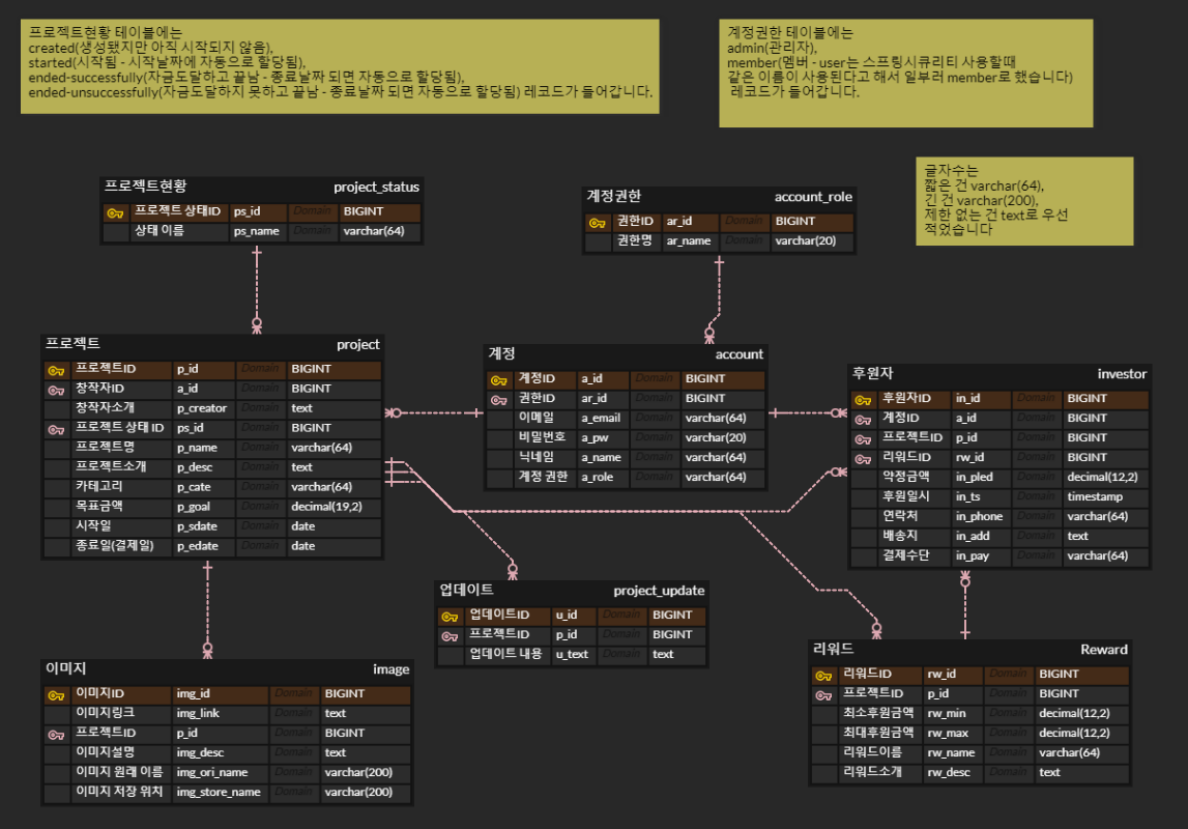 프로젝트현황 테이블에는
created(생성됐지만 아직 시작되지 않음),
started(시작됨 - 시작날짜에 자동으로 할당됨),
ended-successfully(자금도달하고 끝남 - 종료날짜 되면 자동으로 할당됨),
ended-unsuccessfully(자금도달하지 못하고 끝남 - 종료날짜 되면 자동으로 할당됨) 레코드가 들어갑니다.
계정권한 테이블에는
admin(관리자),
member(멤버 - user는 스프링시큐리티 사용할때
같은 이름이 사용된다고 해서 일부러 member로 했습니다)
레코드가 들어갑니다.
글자수는
짧은 건 varchar(64),
긴 건 varchar(200),
제한 없는 건 text로 우선
적었습니다
프로젝트현황 project_status
프로젝트 상태ID ps_id Domain BIGINT
상태 이름 ps_name Domain varchar(64)
계정권한 account_role
권한ID ar_id Domain BIGINT
권한명 ar_name Domain varchar(20)
프로젝트 project
프로젝트ID p_id Domain BIGINT
창작자ID a_id Domain BIGINT
창작자소개 p_creator Domain text
프로젝트 상태 ID ps_id Domain BIGINT
프로젝트명 p_name Domain varchar(64)
프로젝트소개 p_desc Domain text
카테고리 p_cate Domain varchar(64)
목표금액 p_goal Domain decimal(19,2)
시작일 p_sdate Domain date
종료일(결제일) p_edate Domain date
계정 account
계정ID a_id Domain BIGINT
권한ID ar_id Domain BIGINT
이메일 a_email Domain varchar(64)
비밀번호 a_pw Domain varchar(20)
닉네임 a_name Domain varchar(64)
계정 권한 a_role Domain varchar(64)
후원자 investor
후원자ID in_id Domain BIGINT
계정ID a_id Domain BIGINT
프로젝트ID p_id Domain BIGINT
리워드ID rw_id Domain BIGINT
약정금액 in_pled Domain decimal(12,2)
후원일시 in_ts Domain timestamp
연락처 in_phone Domain varchar(64)
배송지 in_add Domain text
결제수단 in_pay Domain varchar(64)
업데이트 project_update
업데이트ID u_id Domain BIGINT
프로젝트ID p_id Domain BIGINT
업데이트 내용 u_text Domain text
이미지 image
이미지ID img_id Domain BIGINT
이미지링크 img_link Domain text
프로젝트ID p_id Domain BIGINT
이미지설명 img_desc Domain text
이미지 원래 이름 img_ori_name Domain varchar(200)
이미지 저장 위치 img_store_name Domain varchar(200)
리워드 Reward
리워드ID rw_id Domain BIGINT
프로젝트ID p_id Domain BIGINT
최소후원금액 rw_min Domain decimal(12,2)
최대후원금액 rw_max Domain decimal(12,2)
리워드이름 rw_name Domain varchar(64)
리워드소개 rw_desc Domain text